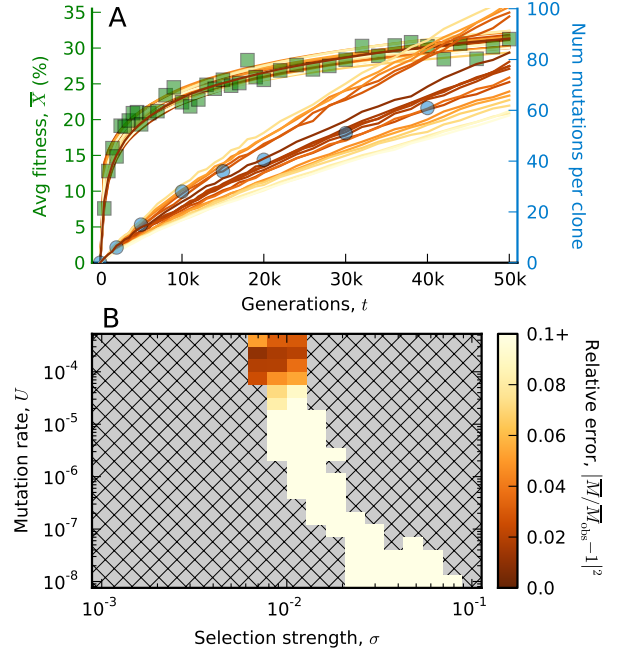 A
35
30
25
20
15
10
5
0
Avg fitness, X̅ (%)
100
80
60
40
20
0
Num mutations per clone
0 10k 20k 30k 40k 50k
Generations, t
B
10⁻⁴
10⁻⁵
10⁻⁶
10⁻⁷
10⁻⁸
Mutation rate, U
10⁻³ 10⁻² 10⁻¹
Selection strength, σ
0.1+
0.08
0.06
0.04
0.02
0.0
Relative error, |M̅/M̅obs−1|²